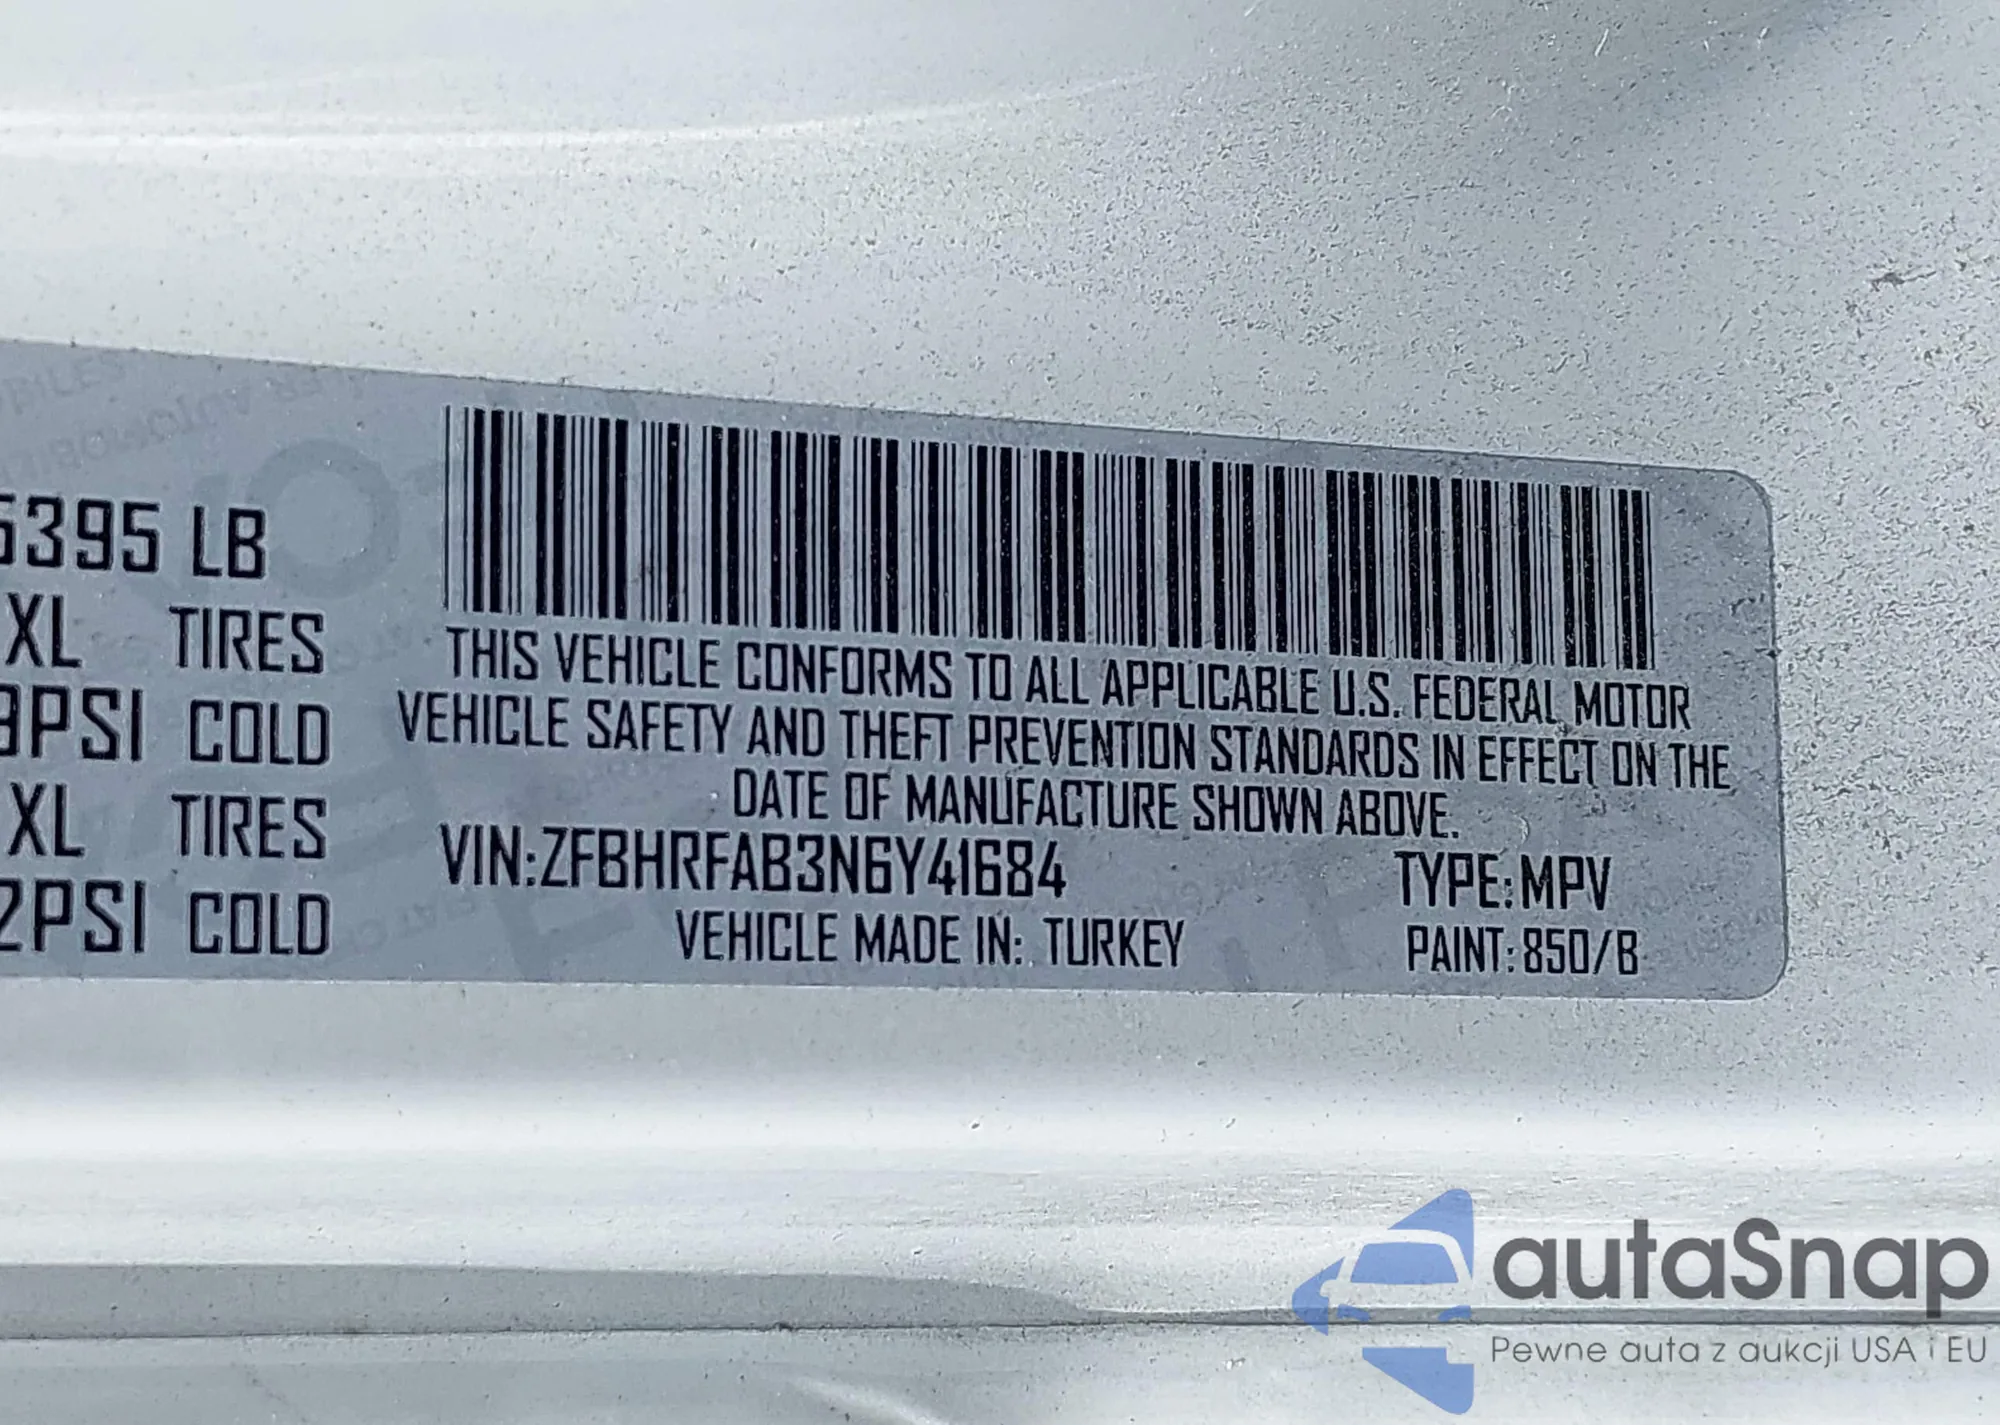 5395 LB
XL TIRES
PSI COLD
XL TIRES
2PSI COLD
THIS VEHICLE CONFORMS TO ALL APPLICABLE U.S. FEDERAL MOTOR
VEHICLE SAFETY AND THEFT PREVENTION STANDARDS IN EFFECT ON THE
DATE OF MANUFACTURE SHOWN ABOVE.
VIN:ZFBHRFAB3N6Y41684 TYPE:MPV
VEHICLE MADE IN: TURKEY PAINT:850/B
autaSnap
Pewne auta z aukcji USA i EU